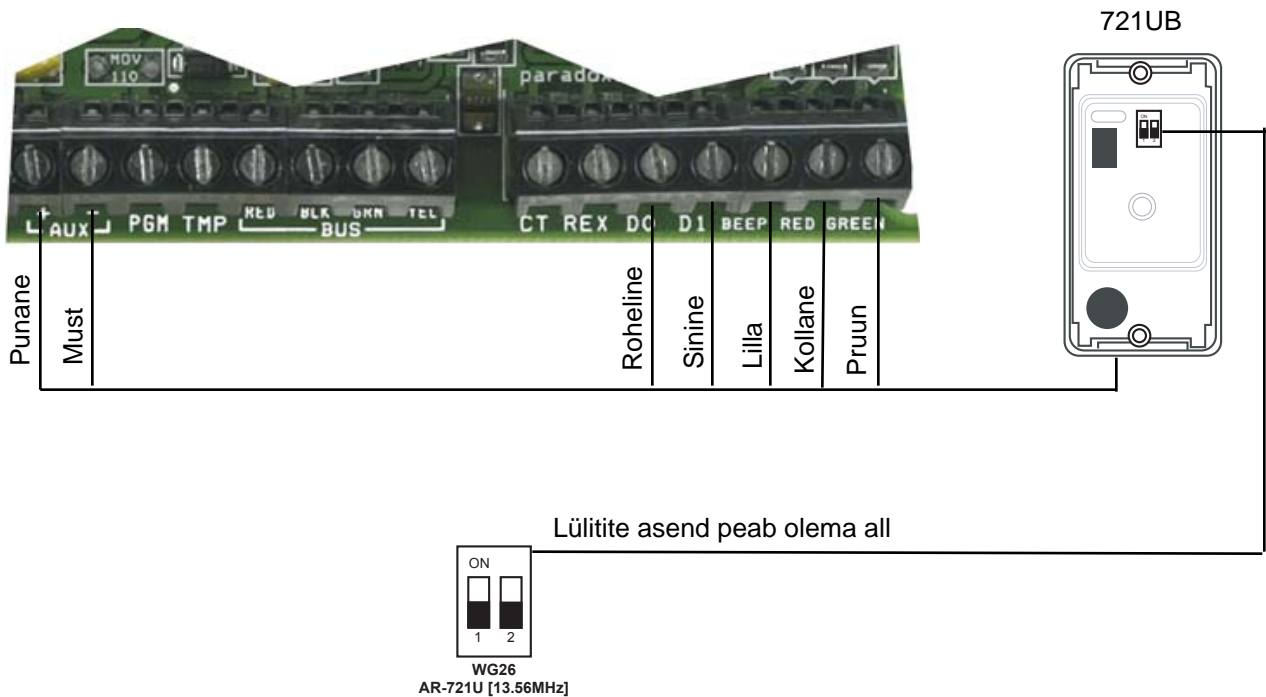 721UB
MOV
110
paradox
+ -
AUX PGM TMP RED BLK GRN YEL
BUS
CT REX D0 D1 BEEP RED GREEN
Punane
Must
Roheline
Sinine
Lilla
Kollane
Pruun
ON
1 2
Lülitite asend peab olema all
ON
1 2
WG26
AR-721U [13.56MHz]